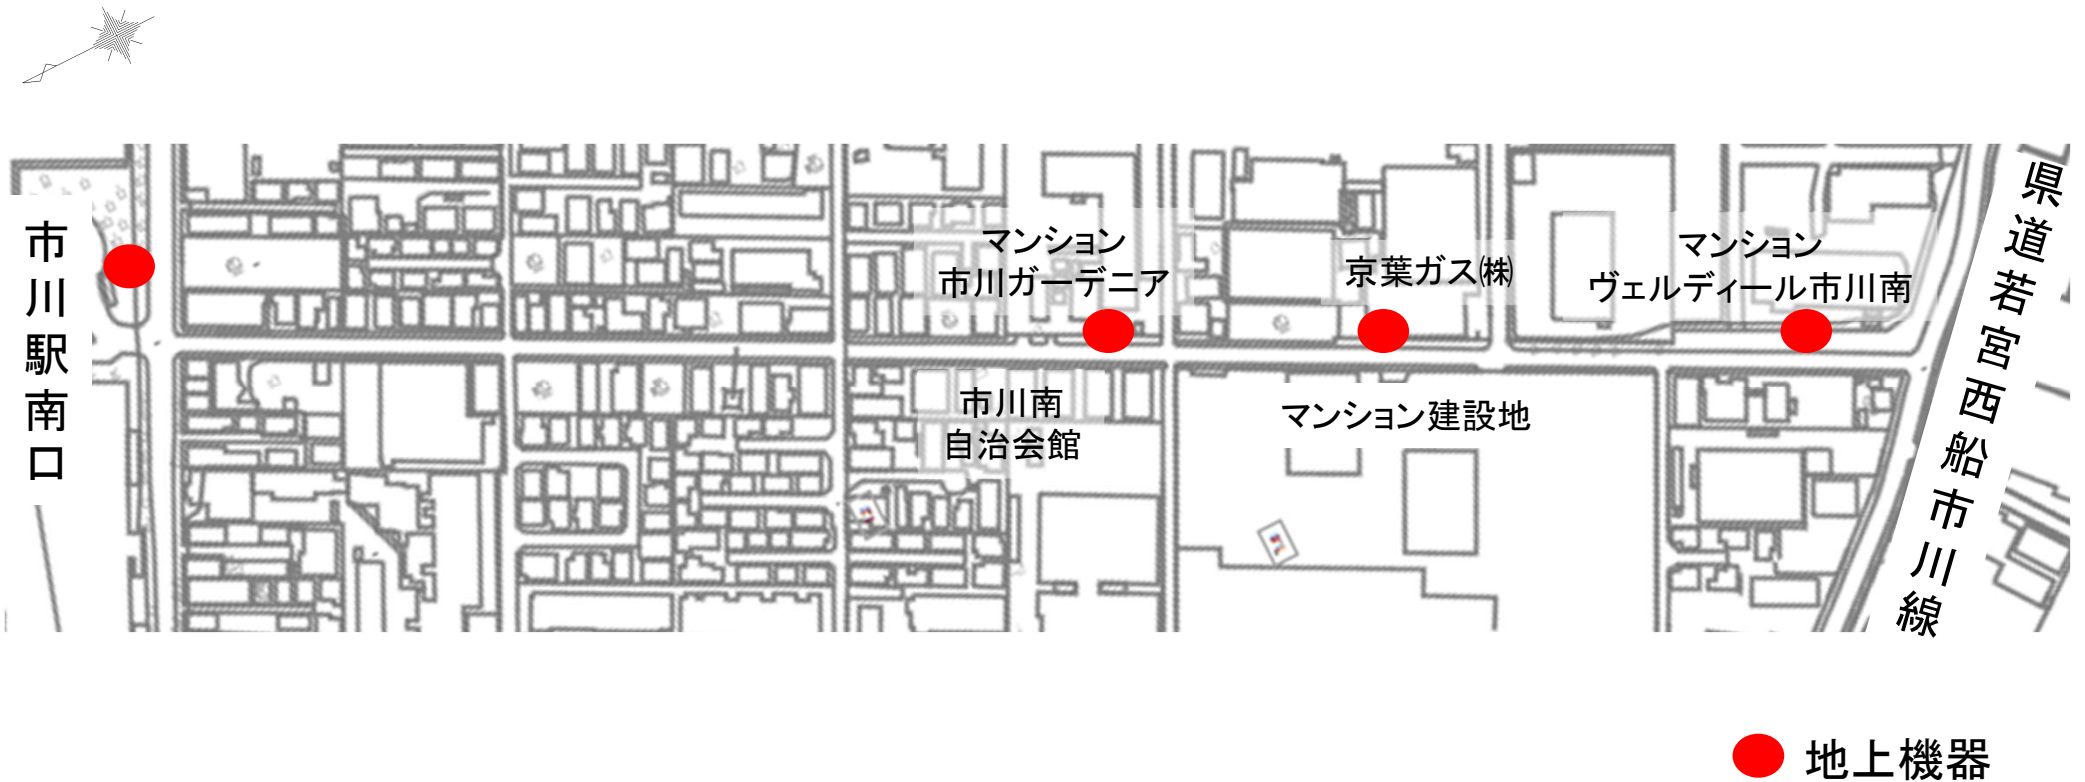 市川駅南口
マンション
市川ガーデニア
京葉ガス㈱
マンション
ヴェルディール市川南
県道若宮西船市川線
市川南
自治会館
マンション建設地
地上機器